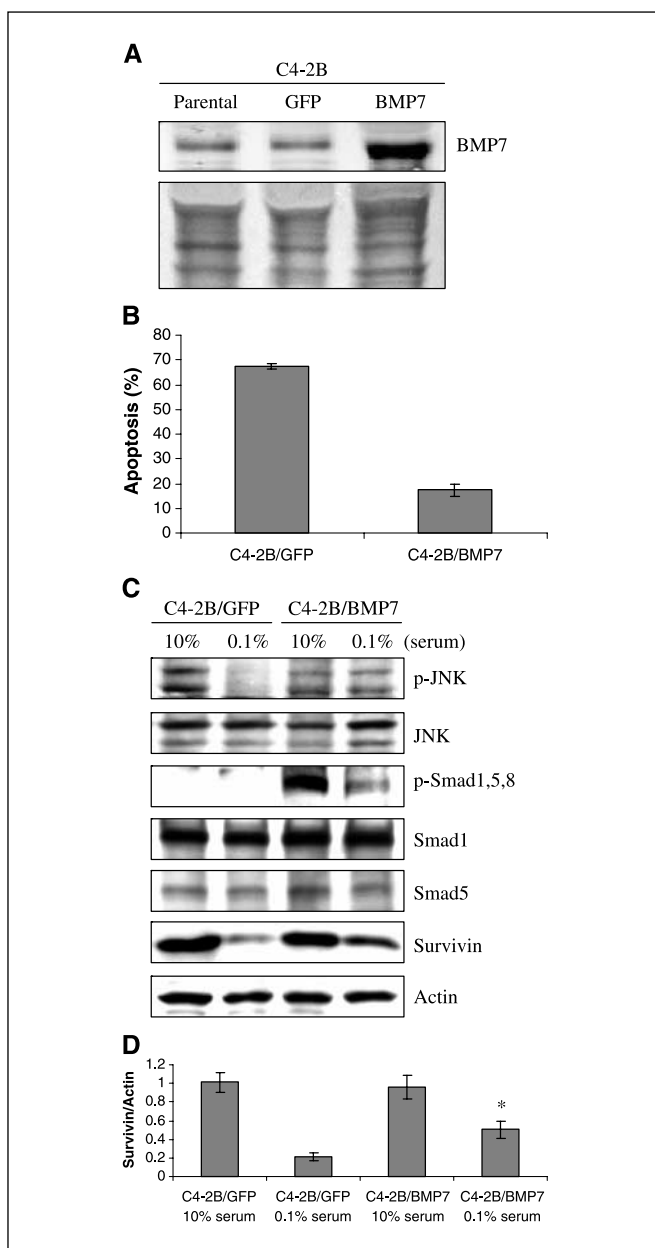 A
C4-2B
Parental GFP BMP7
BMP7
B
80
70
60
50
40
30
20
10
0
Apoptosis (%)
C4-2B/GFP C4-2B/BMP7
C
C4-2B/GFP C4-2B/BMP7
10% 0.1% 10% 0.1% (serum)
p-JNK
JNK
p-Smad1,5,8
Smad1
Smad5
Survivin
Actin
D
1.2
1
0.8
0.6
0.4
0.2
0
Survivin/Actin
*
C4-2B/GFP C4-2B/GFP C4-2B/BMP7 C4-2B/BMP7
10% serum 0.1% serum 10% serum 0.1% serum